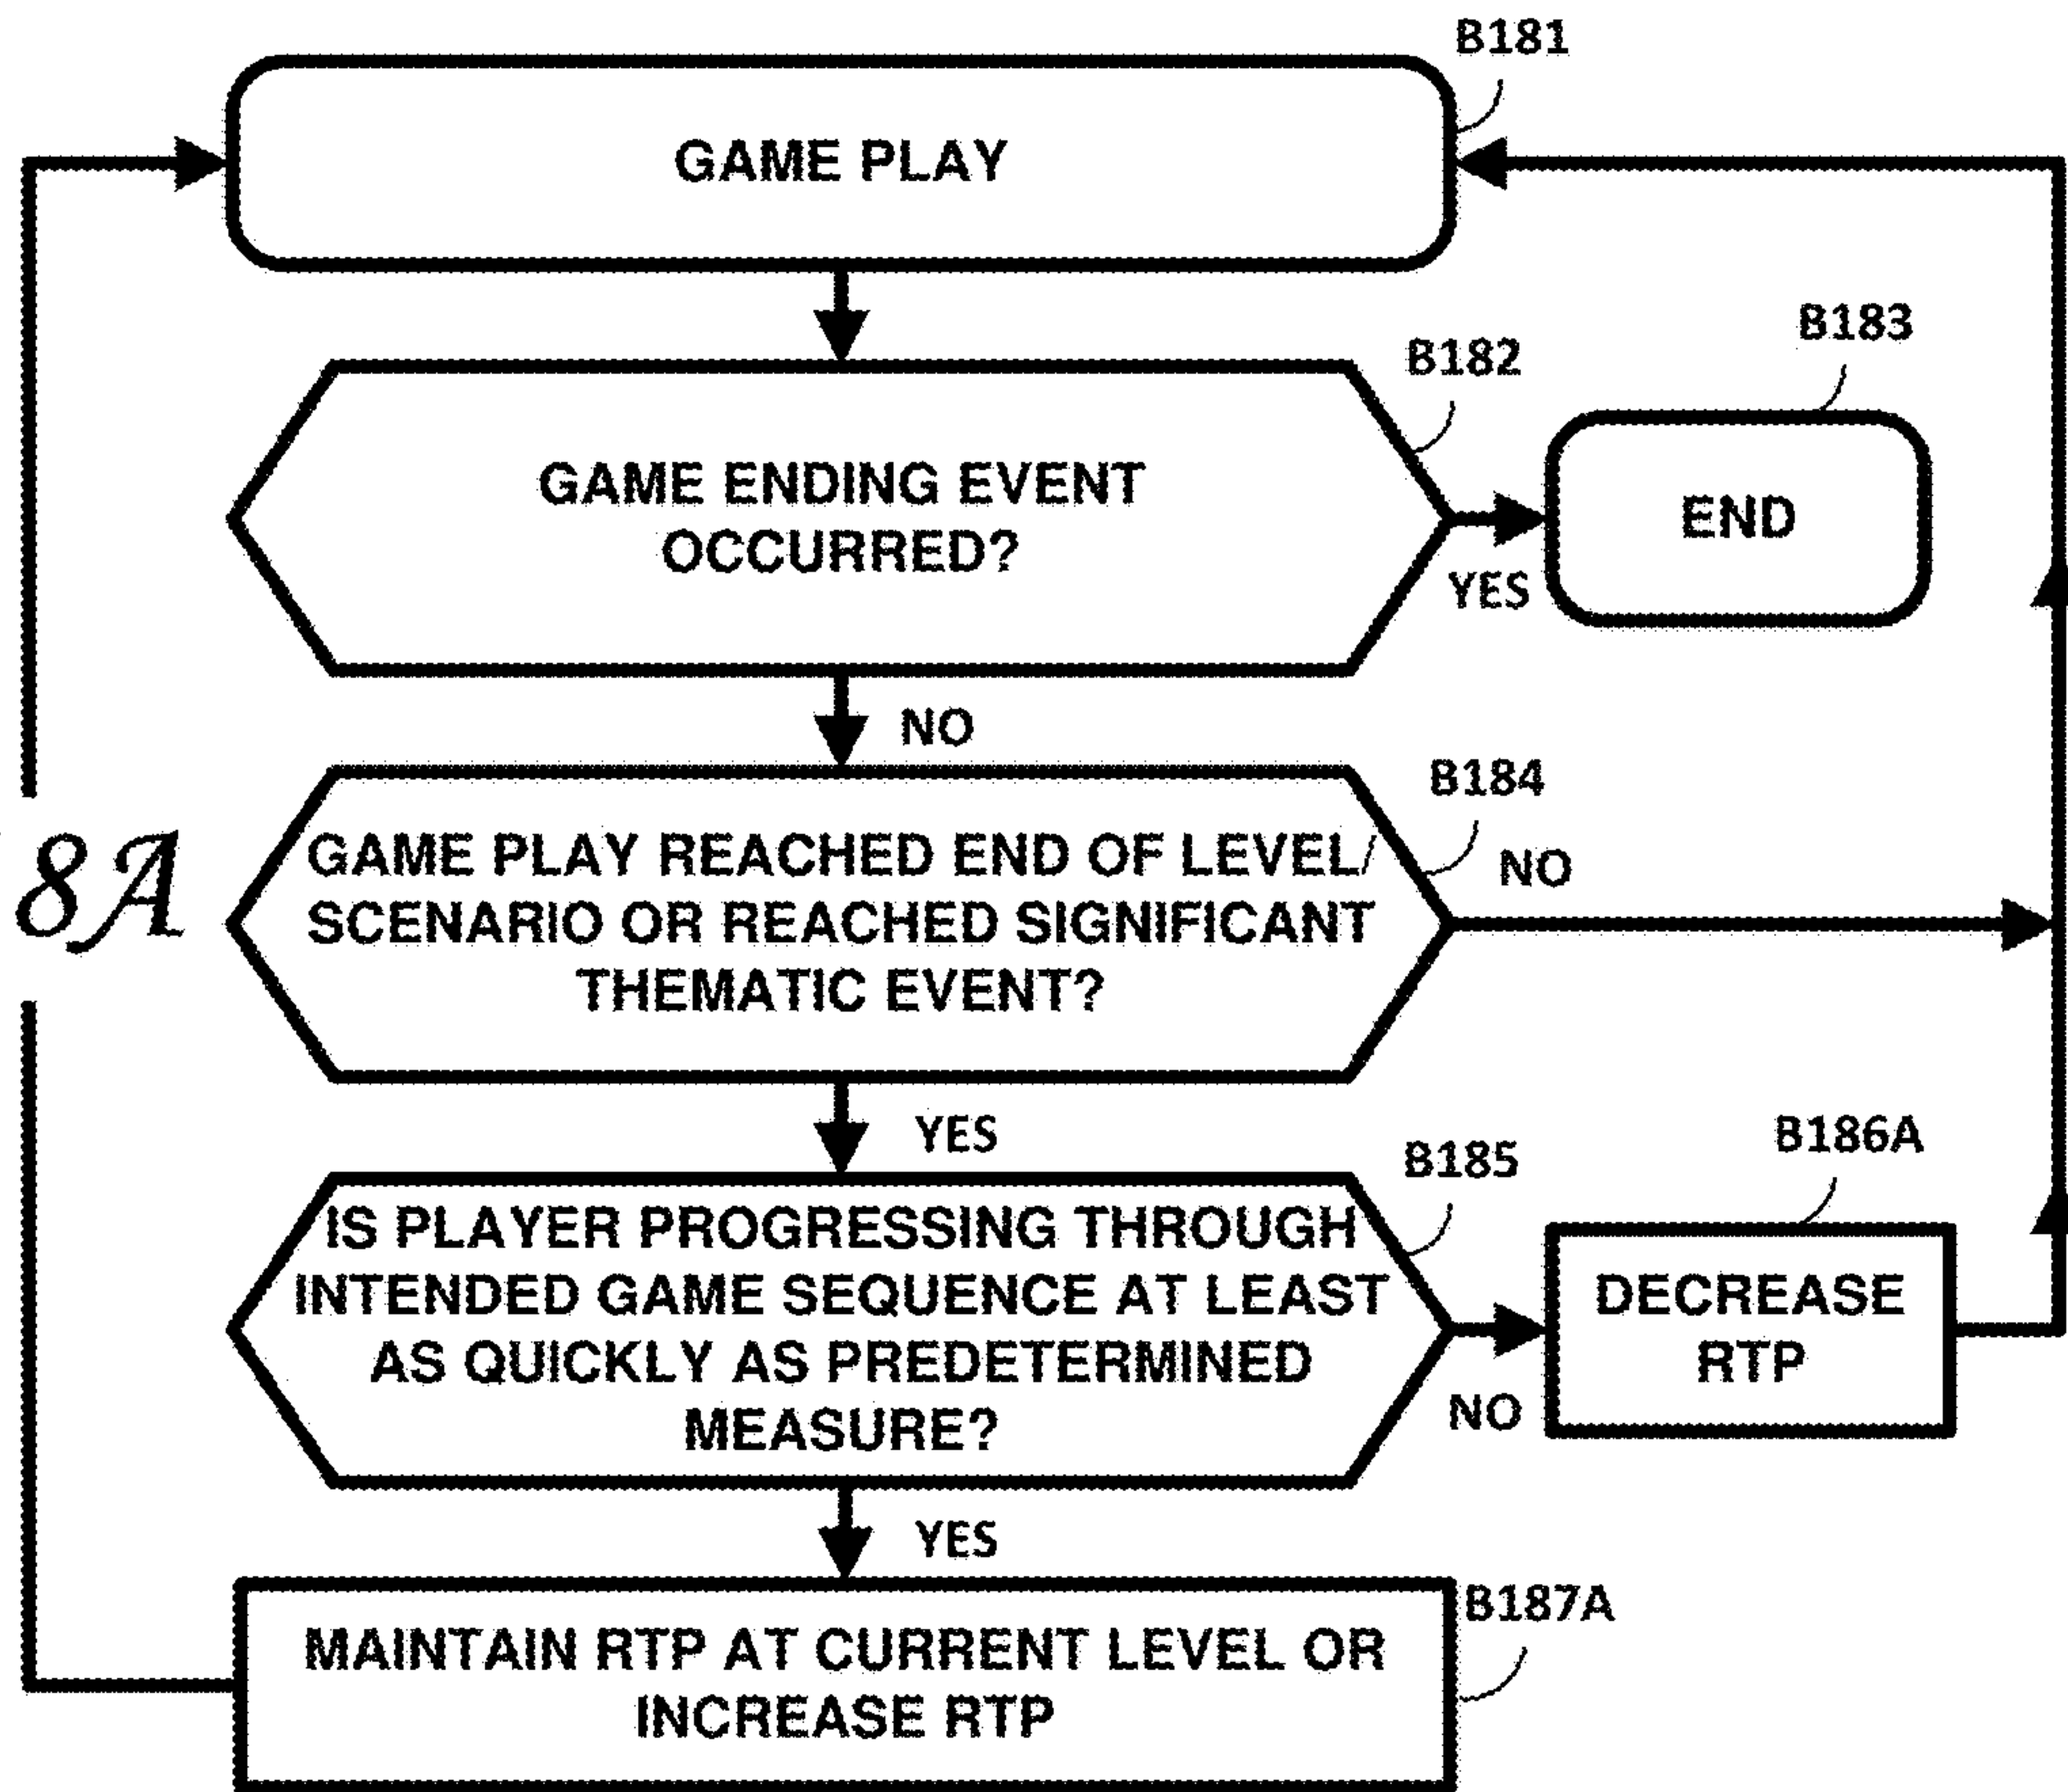 B181
GAME PLAY
B182
B183
GAME ENDING EVENT
OCCURRED?
END
YES
NO
B184
GAME PLAY REACHED END OF LEVEL/
SCENARIO OR REACHED SIGNIFICANT
THEMATIC EVENT?
NO
8A
YES
B185
B186A
IS PLAYER PROGRESSING THROUGH
INTENDED GAME SEQUENCE AT LEAST
AS QUICKLY AS PREDETERMINED
MEASURE?
DECREASE
RTP
NO
YES
B187A
MAINTAIN RTP AT CURRENT LEVEL OR
INCREASE RTP